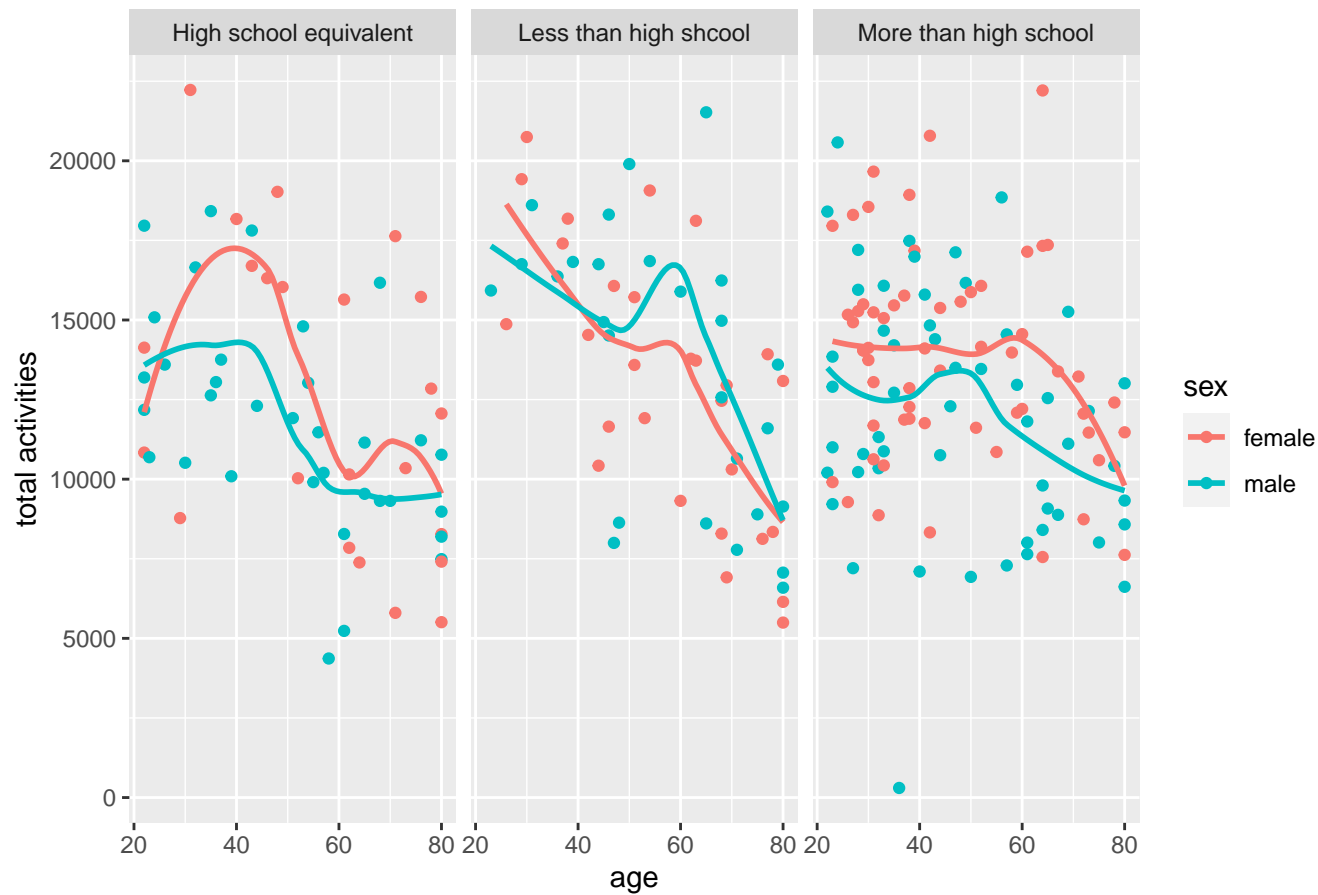 High school equivalent
Less than high shcool
More than high school
20000
15000
10000
5000
0
total activities
20 40 60 80
20 40 60 80
20 40 60 80
age
sex
female
male